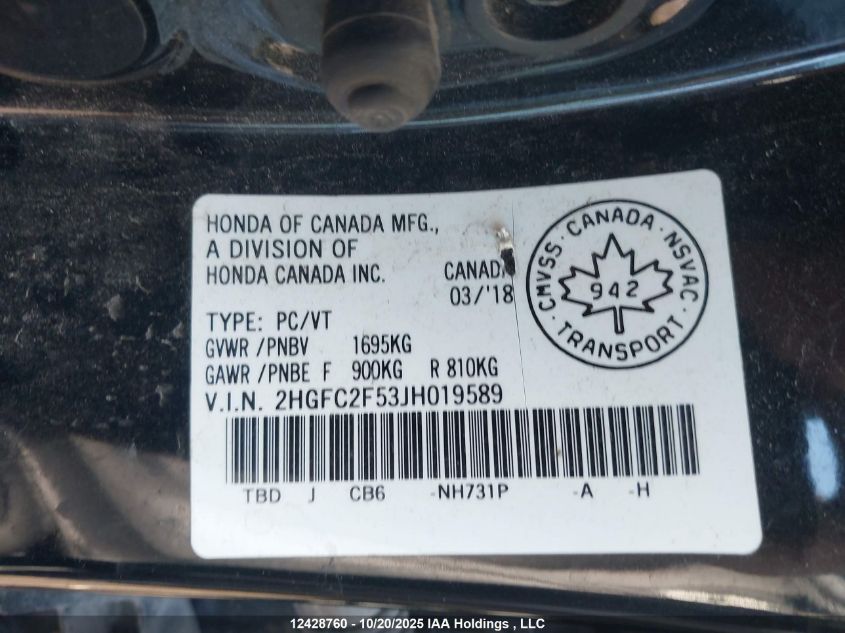 HONDA OF CANADA MFG.,
A DIVISION OF
HONDA CANADA INC.
CANADA
03/'18
CMVSS · CANADA · NSVAC
942
· TRANSPORT ·
TYPE: PC/VT
GVWR /PNBV 1695KG
GAWR /PNBE F 900KG R 810KG
V.I.N. 2HGFC2F53JH019589
TBD J CB6 -NH731P -A -H
12428760 - 10/20/2025 IAA Holdings , LLC